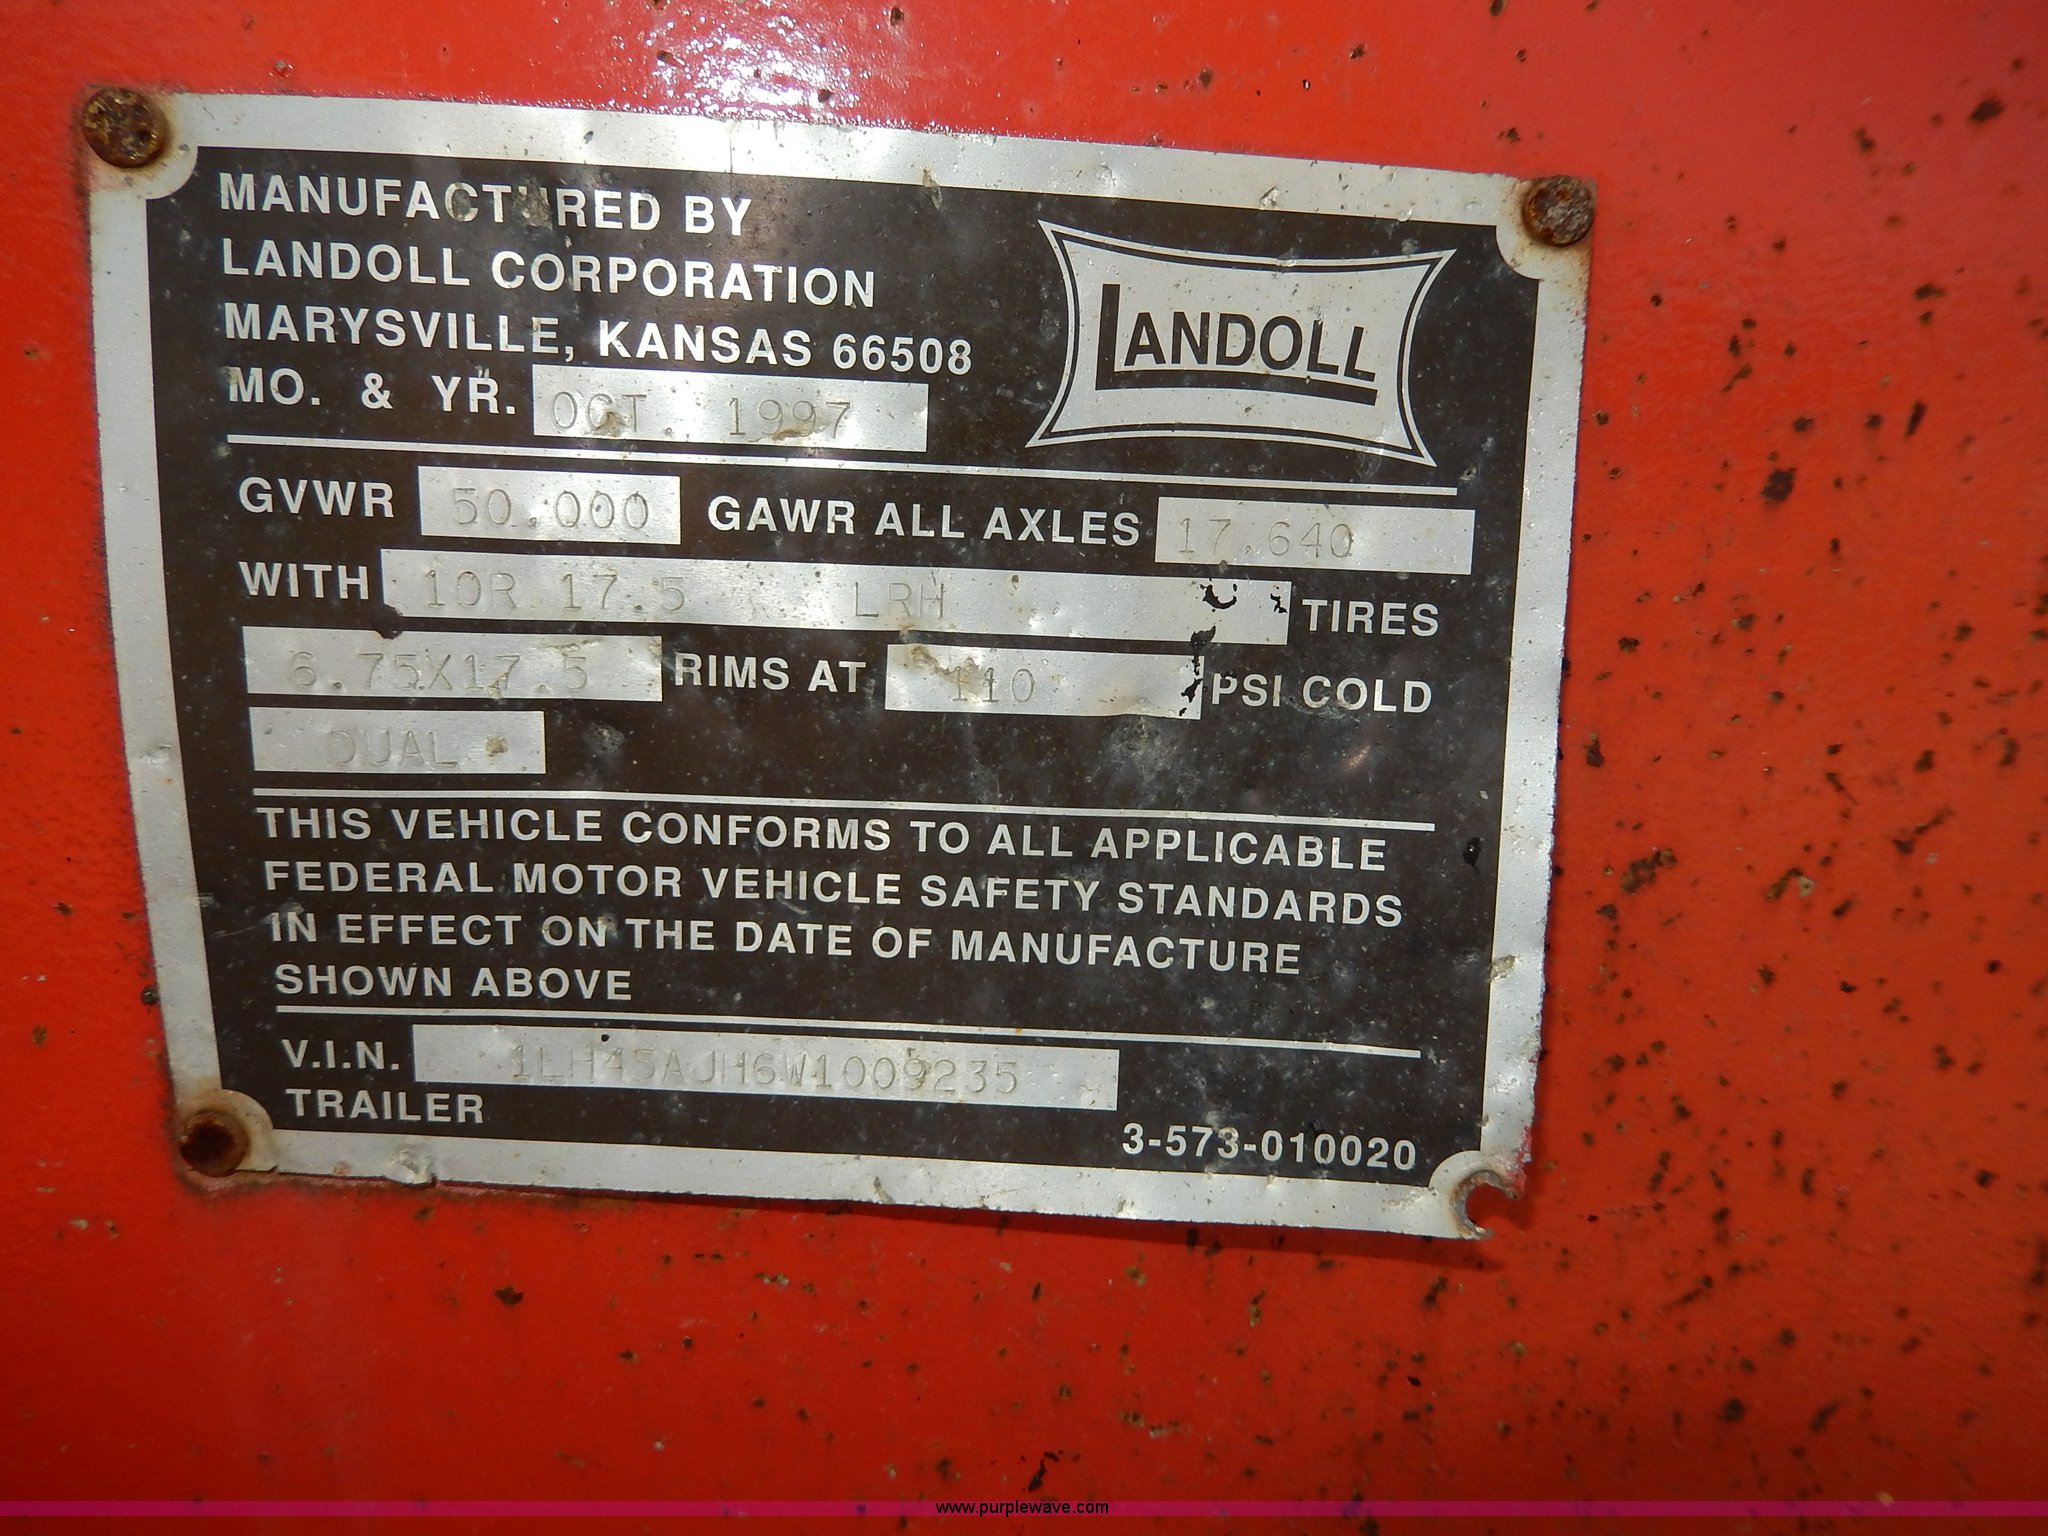 MANUFACTURED BY
LANDOLL CORPORATION
MARYSVILLE, KANSAS 66508
MO. & YR. OCT. 1997
LANDOLL
GVWR 50,000 GAWR ALL AXLES 17,640
WITH 10R 17.5 LRH TIRES
6.75X17.5 RIMS AT 110 PSI COLD
DUAL
THIS VEHICLE CONFORMS TO ALL APPLICABLE
FEDERAL MOTOR VEHICLE SAFETY STANDARDS
IN EFFECT ON THE DATE OF MANUFACTURE
SHOWN ABOVE
V.I.N. 1LH45AJH6W1009235
TRAILER
3-573-010020
www.purplewave.com